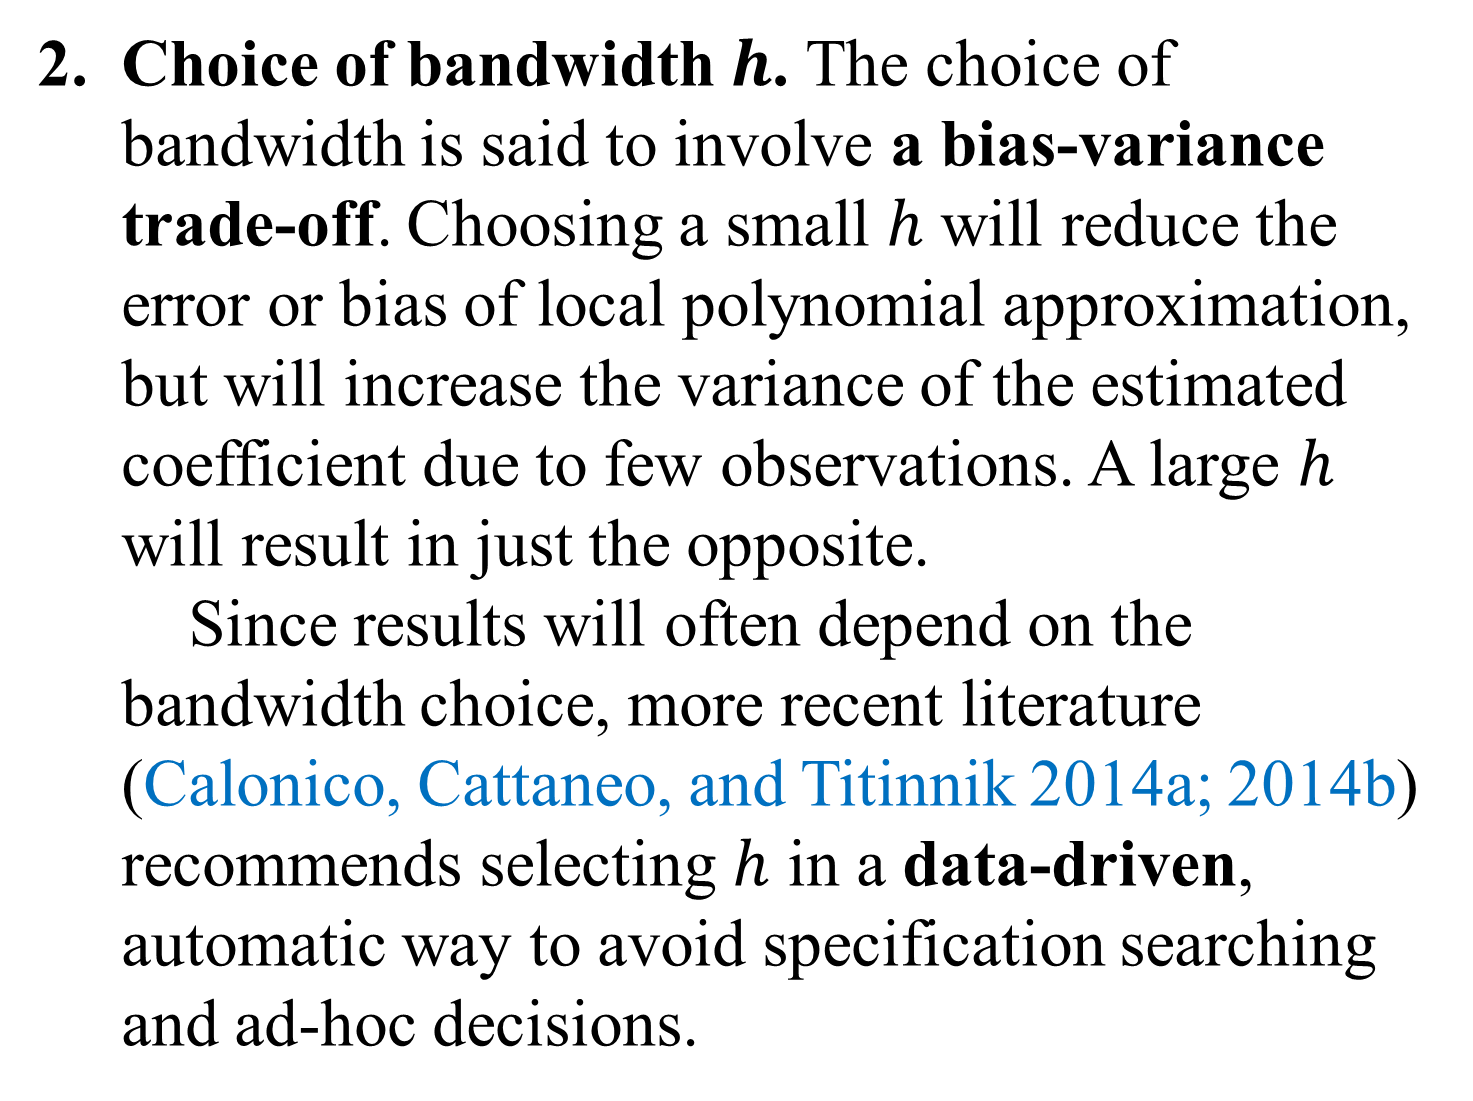 2. Choice of bandwidth h. The choice of
bandwidth is said to involve a bias-variance
trade-off. Choosing a small h will reduce the
error or bias of local polynomial approximation,
but will increase the variance of the estimated
coefficient due to few observations. A large h
will result in just the opposite.
Since results will often depend on the
bandwidth choice, more recent literature
(Calonico, Cattaneo, and Titinnik 2014a; 2014b)
recommends selecting h in a data-driven,
automatic way to avoid specification searching
and ad-hoc decisions.